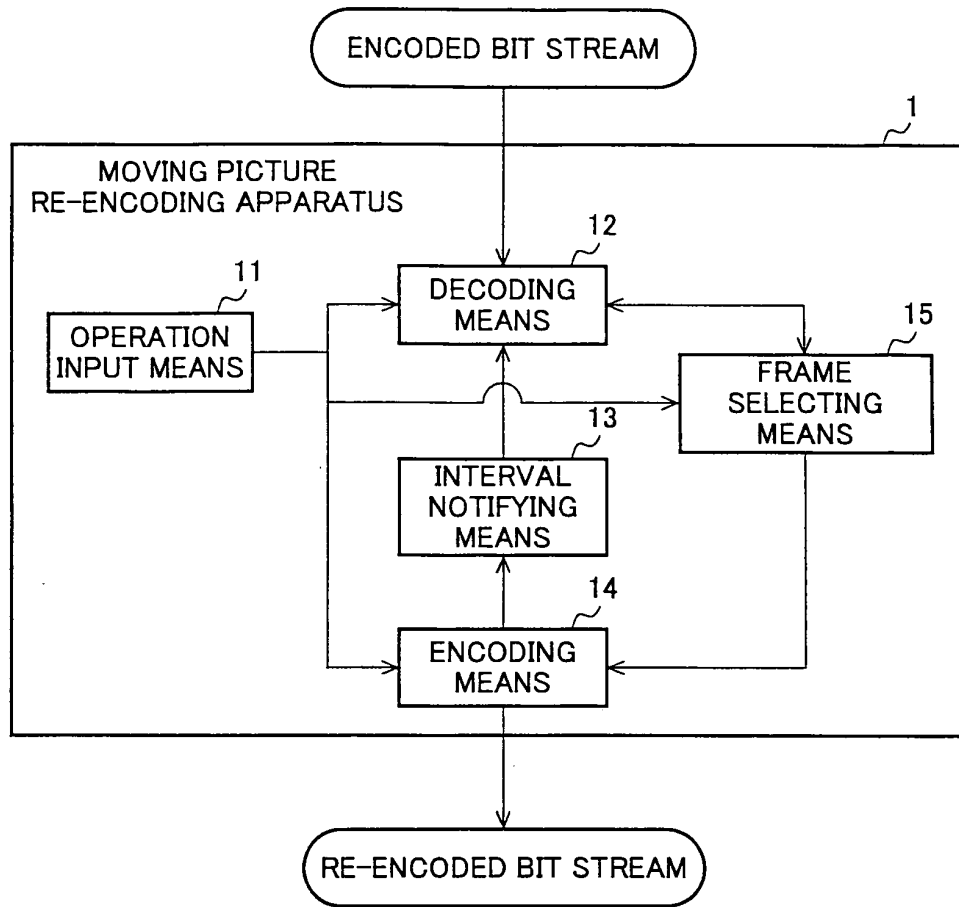 ENCODED BIT STREAM
1
MOVING PICTURE
RE-ENCODING APPARATUS
12
DECODING
MEANS
11
OPERATION
INPUT MEANS
15
FRAME
SELECTING
MEANS
13
INTERVAL
NOTIFYING
MEANS
14
ENCODING
MEANS
RE-ENCODED BIT STREAM